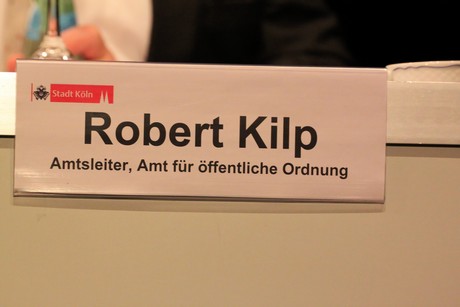 Stadt Köln
Robert Kilp
Amtsleiter, Amt für öffentliche Ordnung